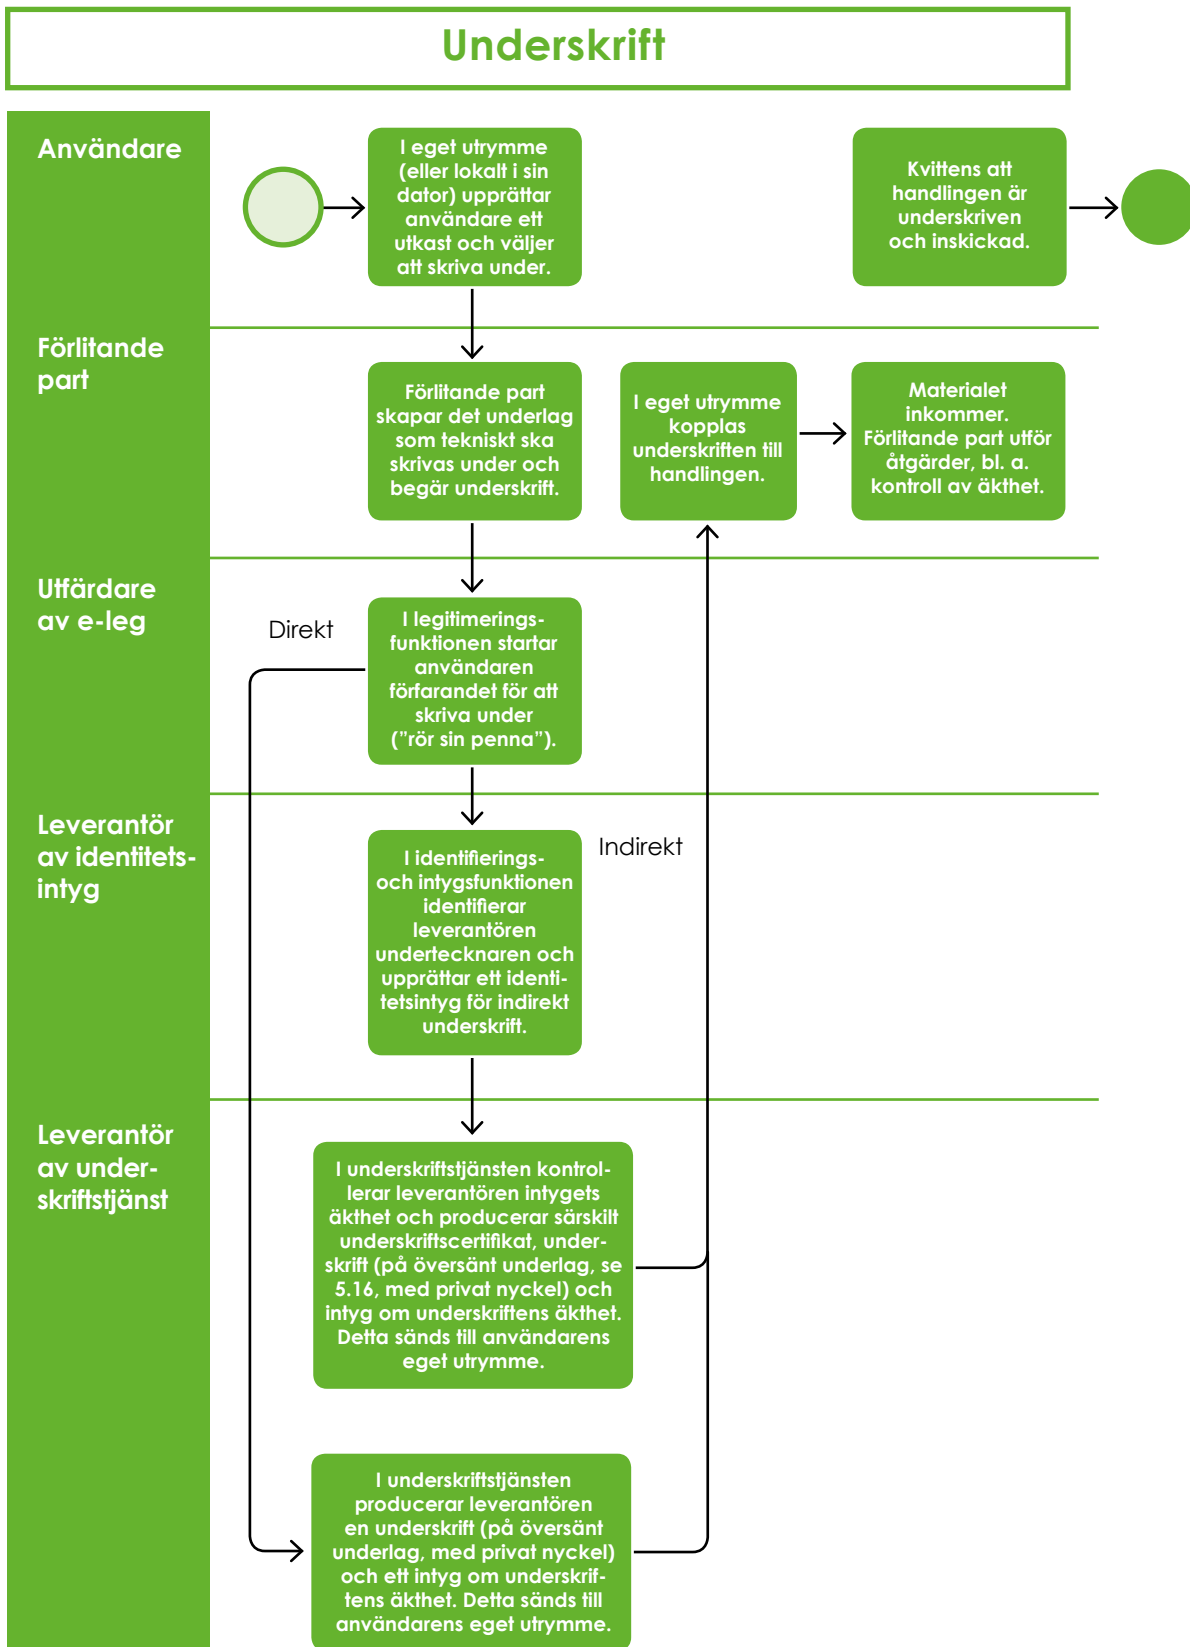 Underskrift
Användare
I eget utrymme
(eller lokalt i sin
dator) upprättar
användare ett
utkast och väljer
att skriva under.
Kvittens att
handlingen är
underskriven
och inskickad.
Förlitande
part
Förlitande part
skapar det underlag
som tekniskt ska
skrivas under och
begär underskrift.
I eget utrymme
kopplas
underskriften till
handlingen.
Materialet
inkommer.
Förlitande part utför
åtgärder, bl. a.
kontroll av äkthet.
Utfärdare
av e-leg
Direkt
I legitimerings-
funktionen startar
användaren
förfarandet för att
skriva under
(”rör sin penna”).
Leverantör
av identitets-
intyg
I identifierings-
och intygsfunktionen
identifierar
leverantören
undertecknaren och
upprättar ett identi-
tetsintyg för indirekt
underskrift.
Indirekt
Leverantör
av under-
skriftstjänst
I underskriftstjänsten kontrol-
lerar leverantören intygets
äkthet och producerar särskilt
underskriftscertifikat, under-
skrift (på översänt underlag, se
5.16, med privat nyckel) och
intyg om underskriftens äkthet.
Detta sänds till användarens
eget utrymme.
I underskriftstjänsten
producerar leverantören
en underskrift (på översänt
underlag, med privat nyckel)
och ett intyg om underskrif-
tens äkthet. Detta sänds till
användarens eget utrymme.